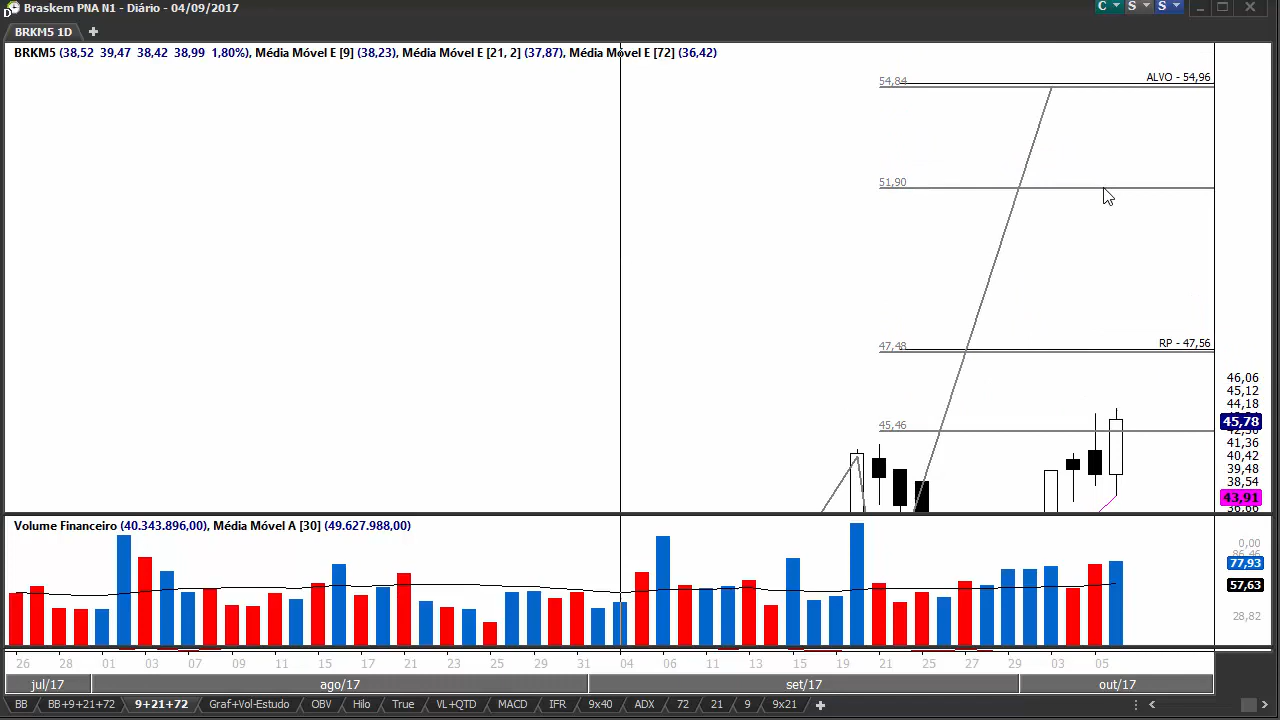 Braskem PNA N1 - Diário - 04/09/2017
C S S
BRKM5 1D
BRKM5 (38,52 39,47 38,42 38,99 1,80%), Média Móvel E [9] (38,23), Média Móvel E [21, 2] (37,87), Média Móvel E [72] (36,42)
54,84
ALVO - 54,96
51,90
47,48
RP - 47,56
46,06
45,12
44,18
45,78
45,46
41,36
40,42
39,48
38,54
43,91
Volume Financeiro (40.343.896,00), Média Móvel A [30] (49.627.988,00)
0,00
77,93
57,63
28,82
26 28 01 03 07 09 11 15 17 21 23 25 29 31 04 06 11 13 15 19 21 25 27 29 03 05
jul/17 ago/17 set/17 out/17
BB BB+9+21+72 9+21+72 Graf+Vol-Estudo OBV Hilo True VL+QTD MACD IFR 9x40 ADX 72 21 9 9x21